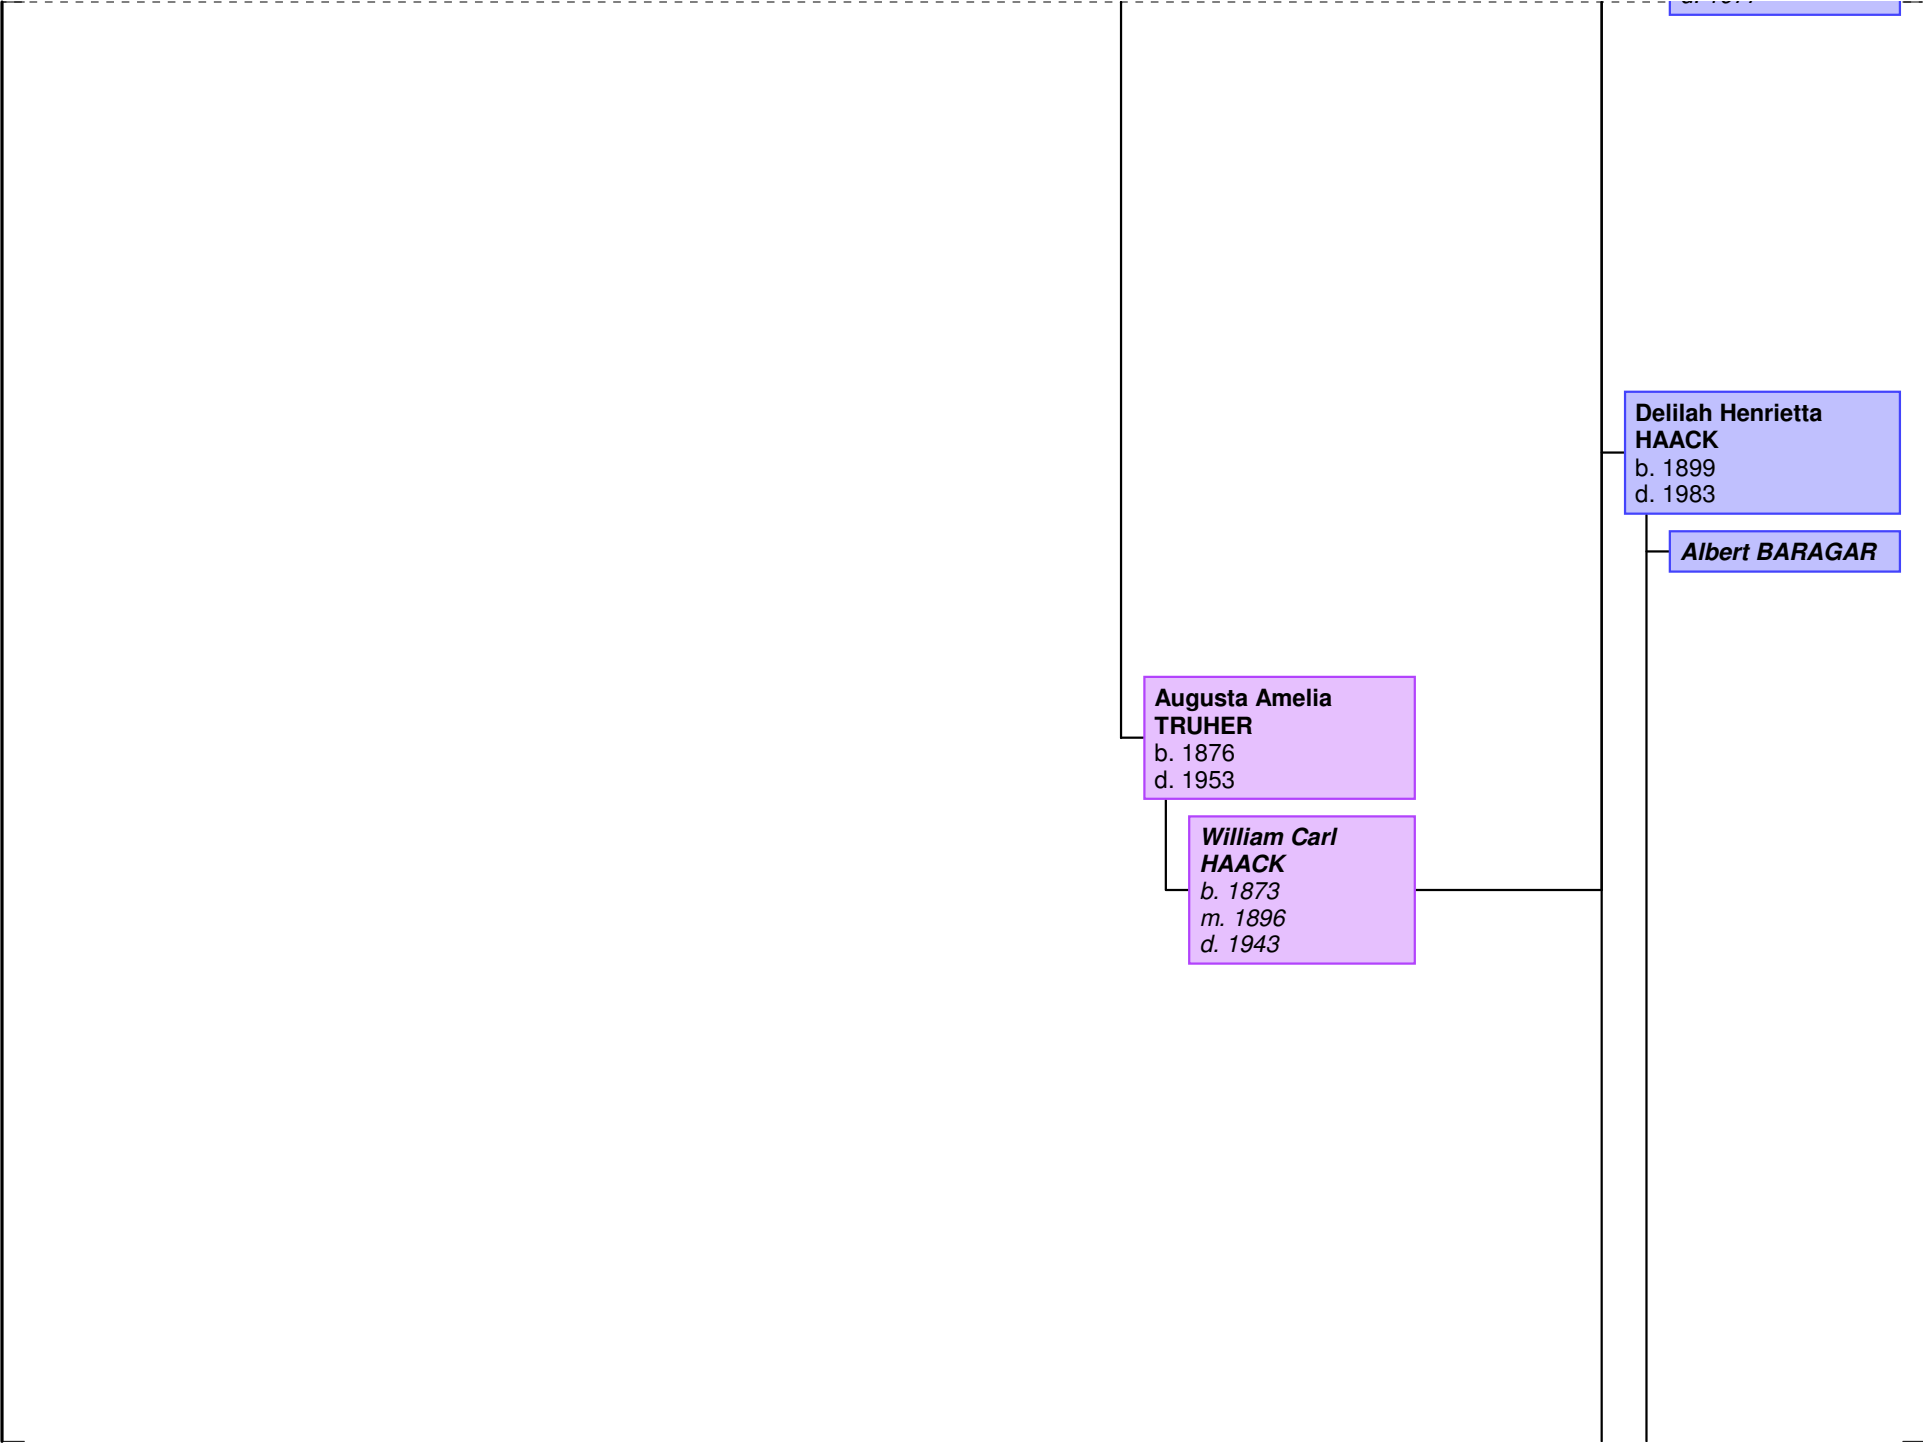 Delilah Henrietta
HAACK
b. 1899
d. 1983
Albert BARAGAR
Augusta Amelia
TRUHER
b. 1876
d. 1953
William Carl
HAACK
b. 1873
m. 1896
d. 1943